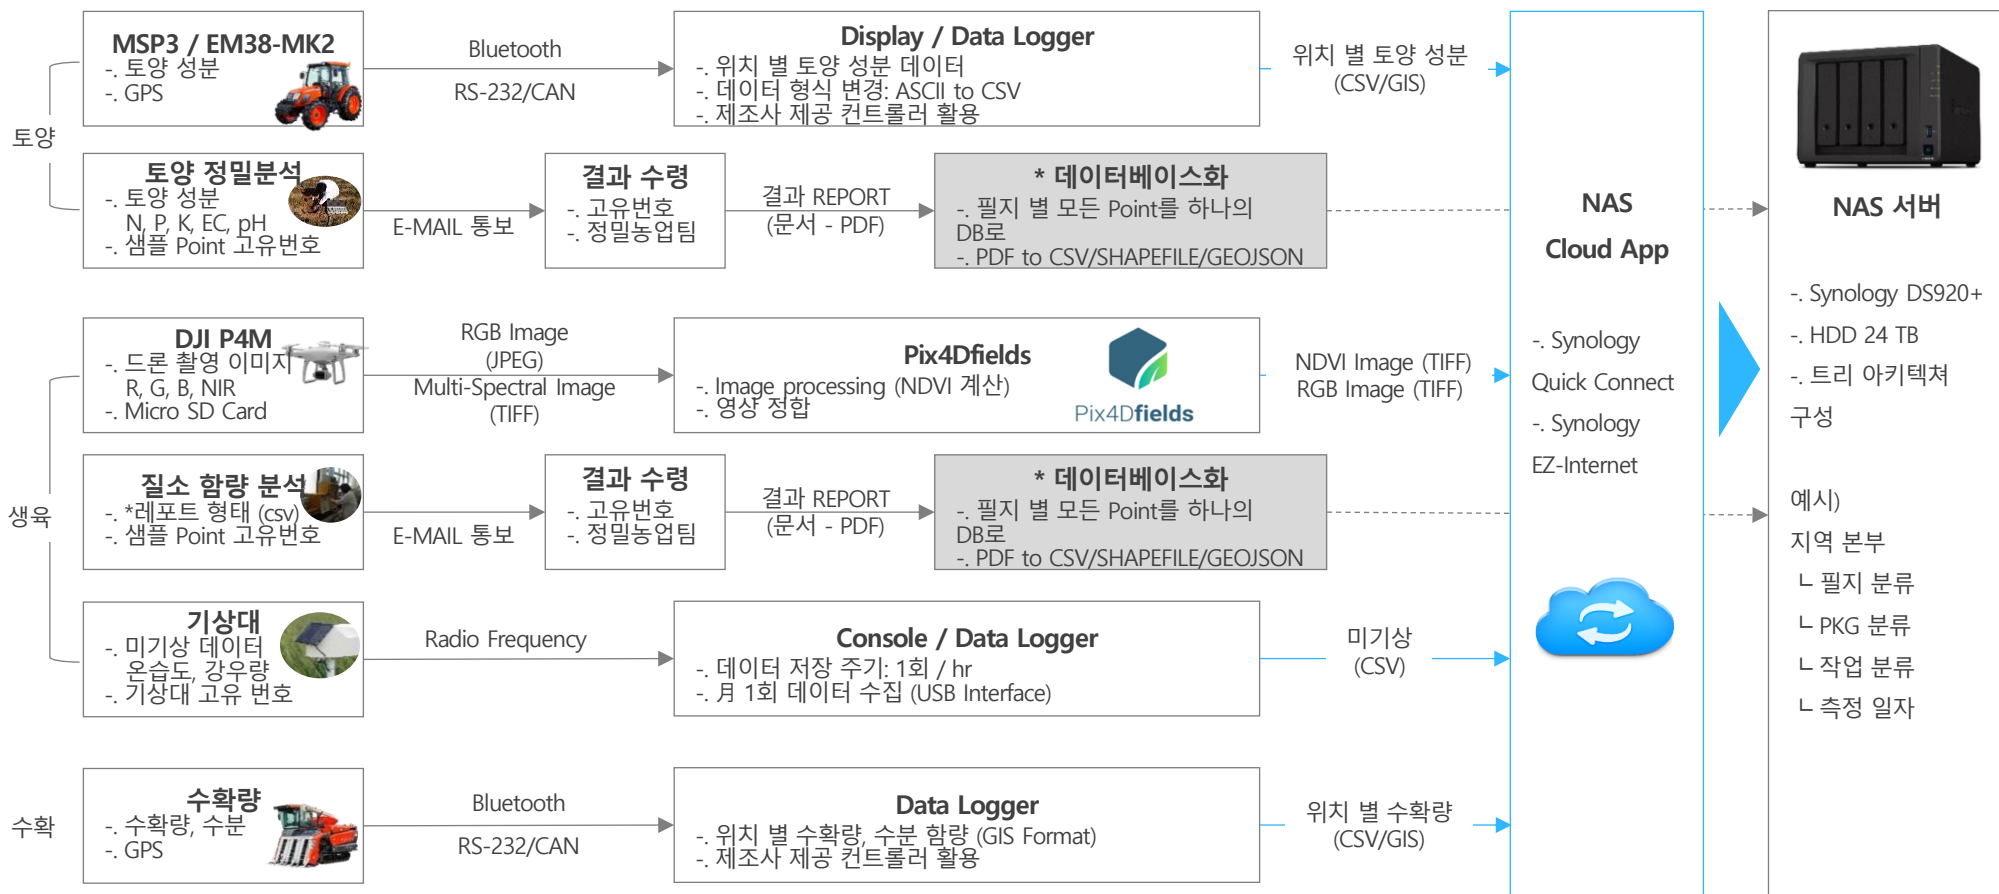 토양
MSP3 / EM38-MK2
-. 토양 성분
-. GPS
Bluetooth
RS-232/CAN
Display / Data Logger
-. 위치 별 토양 성분 데이터
-. 데이터 형식 변경: ASCII to CSV
-. 제조사 제공 컨트롤러 활용
위치 별 토양 성분
(CSV/GIS)
토양 정밀분석
-. 토양 성분
N, P, K, EC, pH
-. 샘플 Point 고유번호
E-MAIL 통보
결과 수령
-. 고유번호
-. 정밀농업팀
결과 REPORT
(문서 - PDF)
* 데이터베이스화
-. 필지 별 모든 Point를 하나의
DB로
-. PDF to CSV/SHAPEFILE/GEOJSON
생육
DJI P4M
-. 드론 촬영 이미지
R, G, B, NIR
-. Micro SD Card
RGB Image
(JPEG)
Multi-Spectral Image
(TIFF)
Pix4Dfields
-. Image processing (NDVI 계산)
-. 영상 정합
Pix4Dfields
NDVI Image (TIFF)
RGB Image (TIFF)
질소 함량 분석
-. *레포트 형태 (csv)
-. 샘플 Point 고유번호
E-MAIL 통보
결과 수령
-. 고유번호
-. 정밀농업팀
결과 REPORT
(문서 - PDF)
* 데이터베이스화
-. 필지 별 모든 Point를 하나의
DB로
-. PDF to CSV/SHAPEFILE/GEOJSON
기상대
-. 미기상 데이터
온습도, 강우량
-. 기상대 고유 번호
Radio Frequency
Console / Data Logger
-. 데이터 저장 주기: 1회 / hr
-. 月 1회 데이터 수집 (USB Interface)
미기상
(CSV)
수확
수확량
-. 수확량, 수분
-. GPS
Bluetooth
RS-232/CAN
Data Logger
-. 위치 별 수확량, 수분 함량 (GIS Format)
-. 제조사 제공 컨트롤러 활용
위치 별 수확량
(CSV/GIS)
NAS
Cloud App
-. Synology
Quick Connect
-. Synology
EZ-Internet
NAS 서버
-. Synology DS920+
-. HDD 24 TB
-. 트리 아키텍쳐
구성
예시)
지역 본부
ㄴ 필지 분류
ㄴ PKG 분류
ㄴ 작업 분류
ㄴ 측정 일자